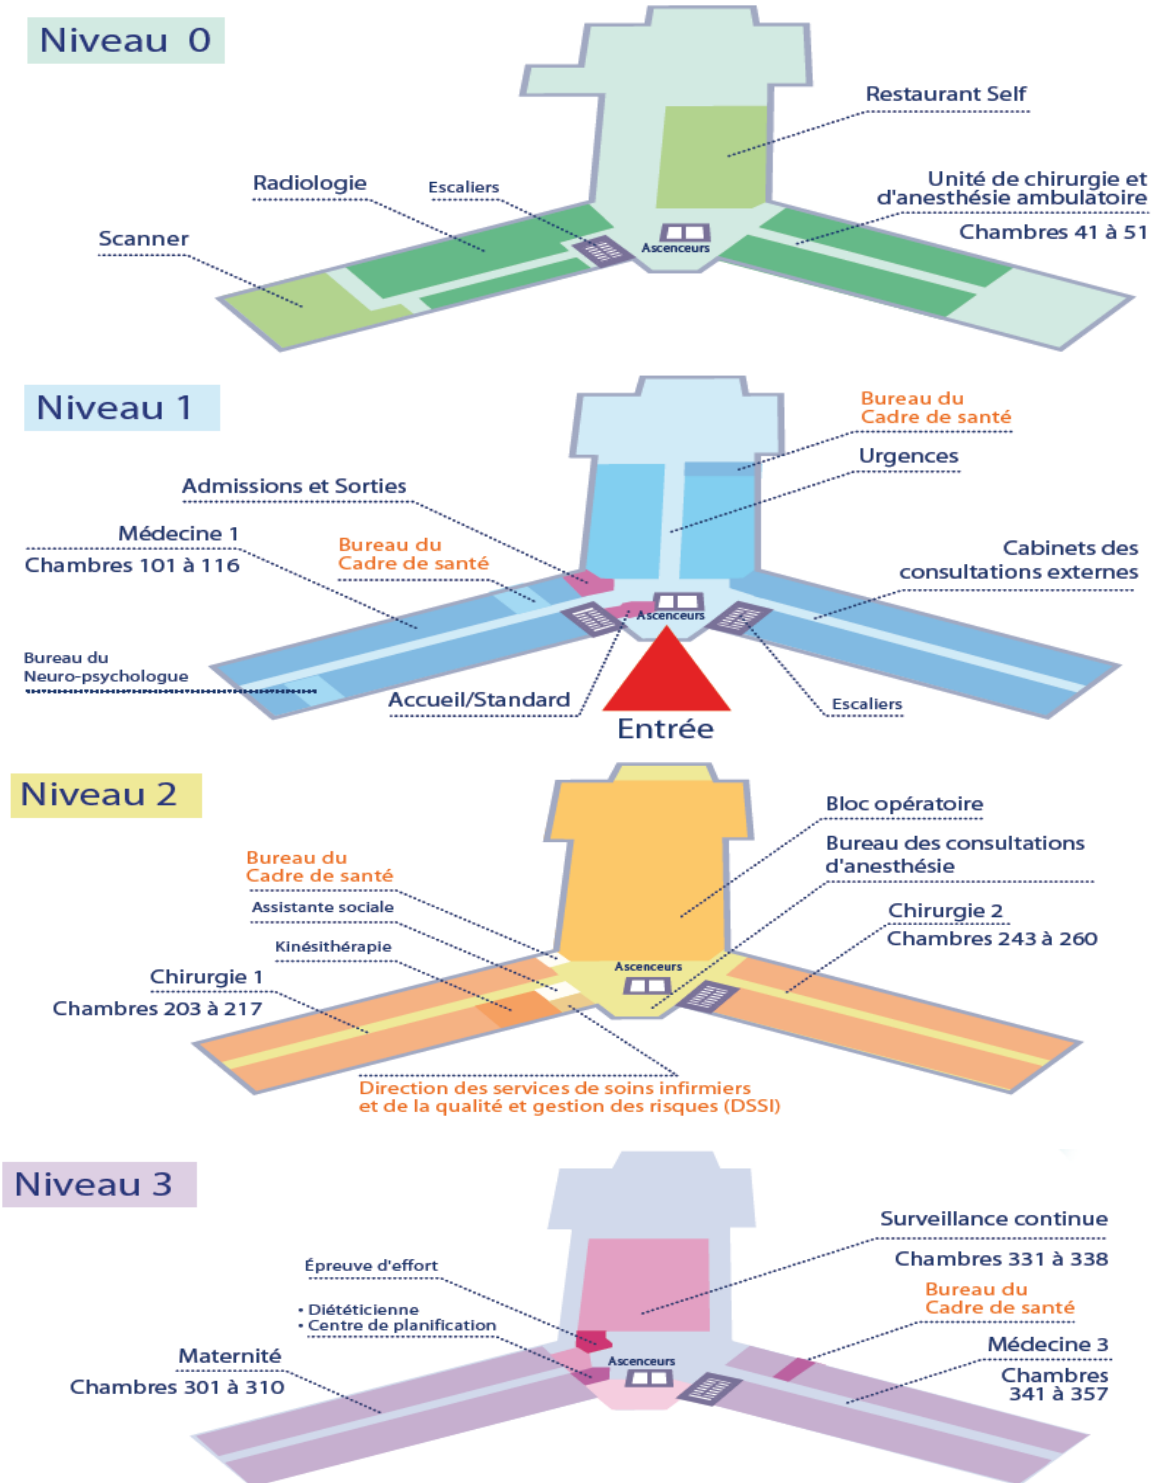 Niveau 0
Restaurant Self
Radiologie
Escaliers
Unité de chirurgie et
d'anesthésie ambulatoire
Chambres 41 à 51
Scanner
Ascenceurs
Niveau 1
Bureau du
Cadre de santé
Urgences
Admissions et Sorties
Médecine 1
Chambres 101 à 116
Bureau du
Cadre de santé
Cabinets des
consultations externes
Ascenceurs
Bureau du
Neuro-psychologue
Accueil/Standard
Escaliers
Entrée
Niveau 2
Bloc opératoire
Bureau des consultations
d'anesthésie
Bureau du
Cadre de santé
Assistante sociale
Chirurgie 2
Chambres 243 à 260
Kinésithérapie
Ascenceurs
Chirurgie 1
Chambres 203 à 217
Direction des services de soins infirmiers
et de la qualité et gestion des risques (DSSI)
Niveau 3
Surveillance continue
Chambres 331 à 338
Épreuve d'effort
Bureau du
Cadre de santé
• Diététicienne
• Centre de planification
Médecine 3
Chambres
341 à 357
Maternité
Chambres 301 à 310
Ascenceurs